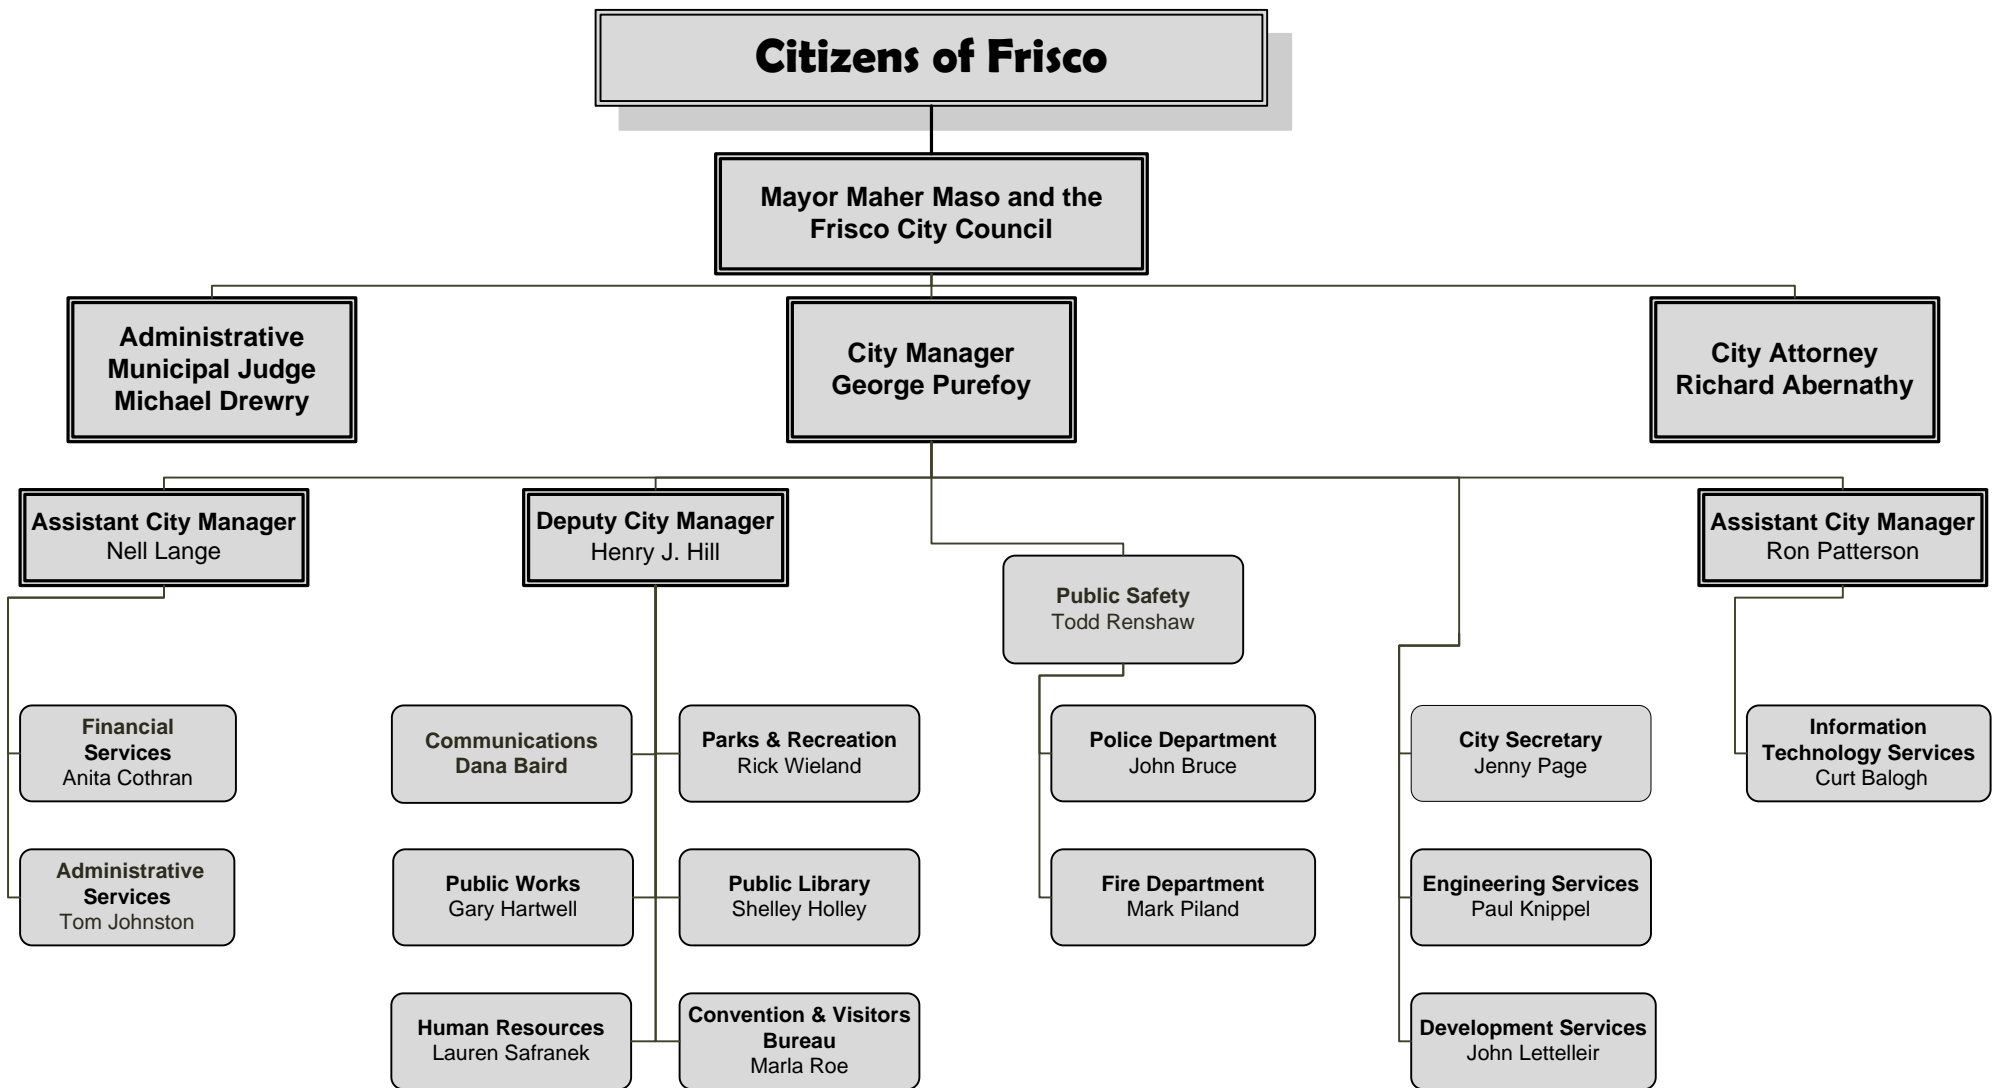 Citizens of Frisco
Mayor Maher Maso and the
Frisco City Council
Administrative
Municipal Judge
Michael Drewry
City Manager
George Purefoy
City Attorney
Richard Abernathy
Assistant City Manager
Nell Lange
Deputy City Manager
Henry J. Hill
Public Safety
Todd Renshaw
Assistant City Manager
Ron Patterson
Financial
Services
Anita Cothran
Communications
Dana Baird
Parks & Recreation
Rick Wieland
Police Department
John Bruce
City Secretary
Jenny Page
Information
Technology Services
Curt Balogh
Administrative
Services
Tom Johnston
Public Works
Gary Hartwell
Public Library
Shelley Holley
Fire Department
Mark Piland
Engineering Services
Paul Knippel
Human Resources
Lauren Safranek
Convention & Visitors
Bureau
Marla Roe
Development Services
John Lettelleir